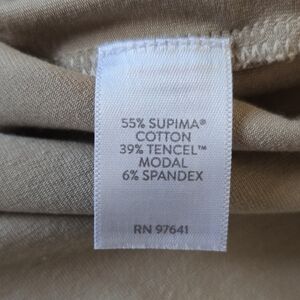 55% SUPIMA®
COTTON
39% TENCEL™
MODAL
6% SPANDEX
RN 97641